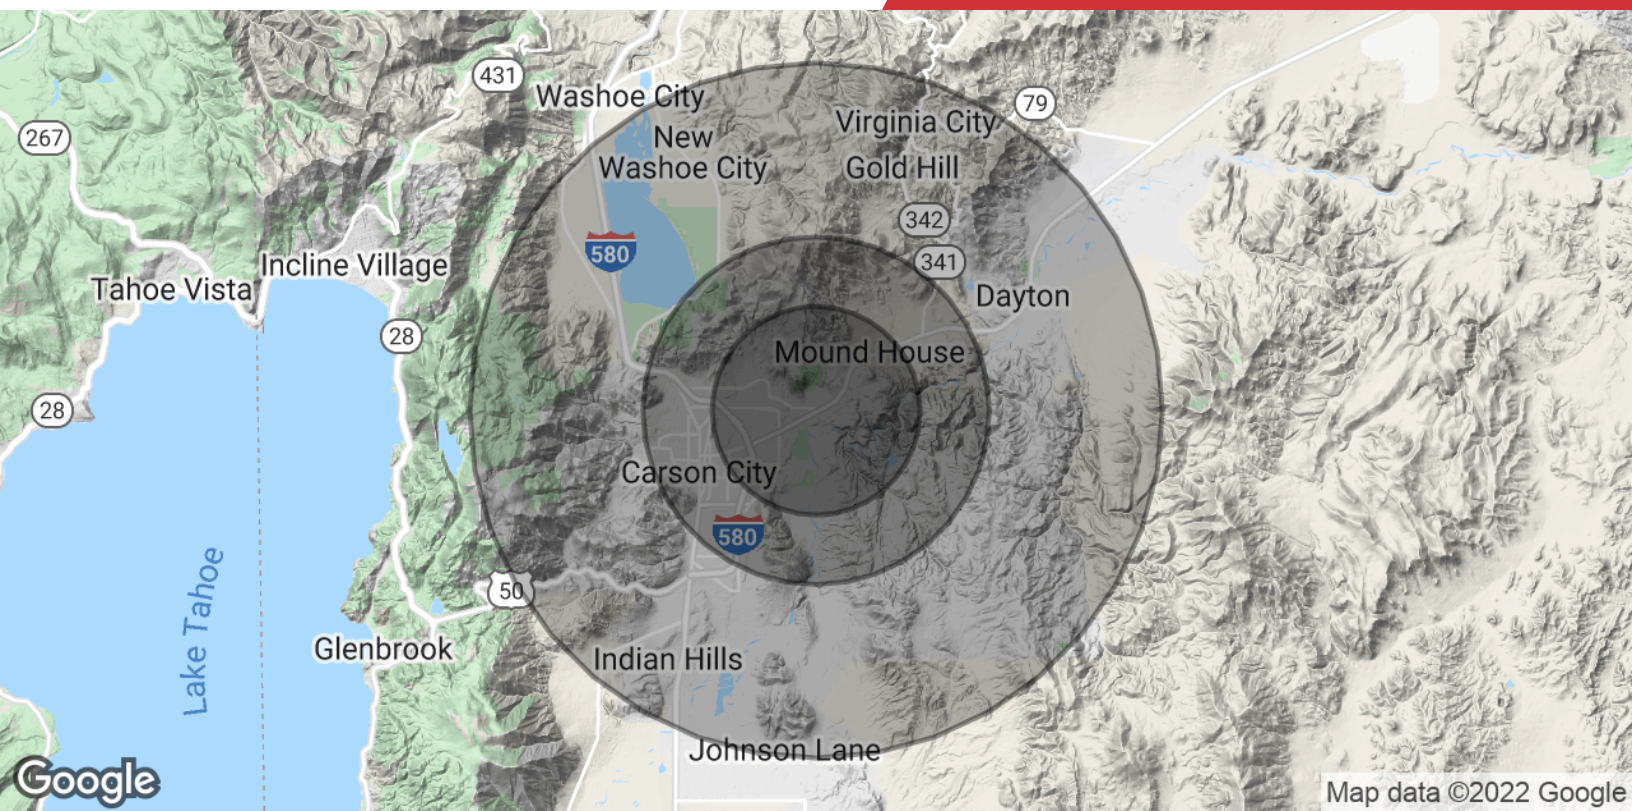 431
Washoe City
79
267
New
Washoe City
Virginia City
Gold Hill
342
580
341
Incline Village
Tahoe Vista
Dayton
28
Mound House
28
Carson City
580
50
Lake Tahoe
Glenbrook
Indian Hills
Johnson Lane
Google
Map data ©2022 Google